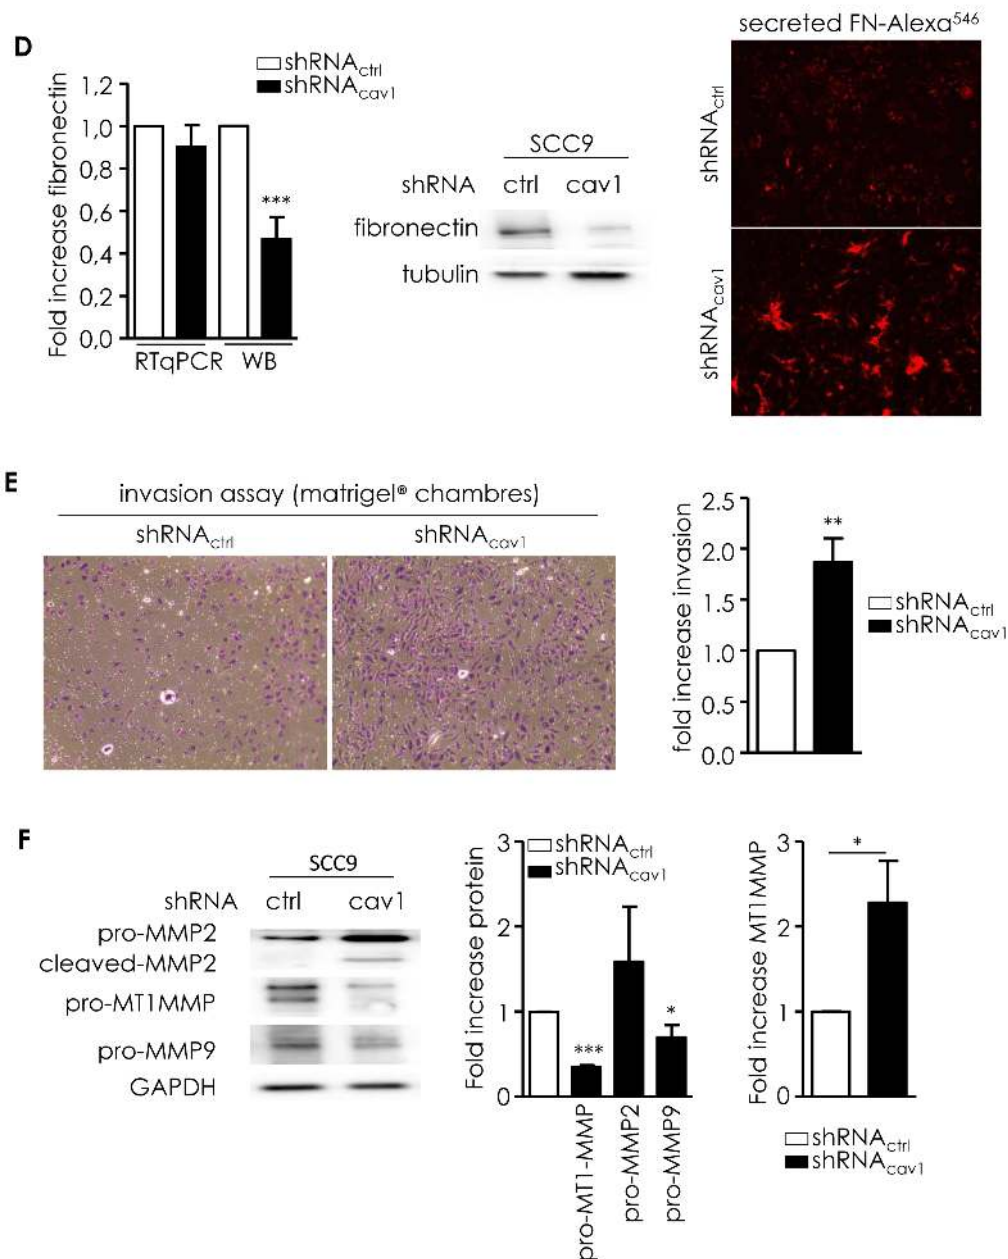 D
shRNActrl
shRNAcav1
Fold increase fibronectin
1,2
1,0
0,8
0,6
0,4
0,2
0,0
***
RTqPCR WB
SCC9
shRNA ctrl cav1
fibronectin
tubulin
secreted FN-Alexa546
shRNActrl
shRNAcav1
E
invasion assay (matrigel® chambres)
shRNActrl shRNAcav1
fold increase invasion
2.5
2.0
1.5
1.0
0.5
0.0
**
shRNActrl
shRNAcav1
F
SCC9
shRNA ctrl cav1
pro-MMP2
cleaved-MMP2
pro-MT1MMP
pro-MMP9
GAPDH
Fold increase protein
3
2
1
0
shRNActrl
shRNAcav1
***
*
pro-MT1-MMP
pro-MMP2
pro-MMP9
Fold increase MT1MMP
3
2
1
0
*
shRNActrl
shRNAcav1